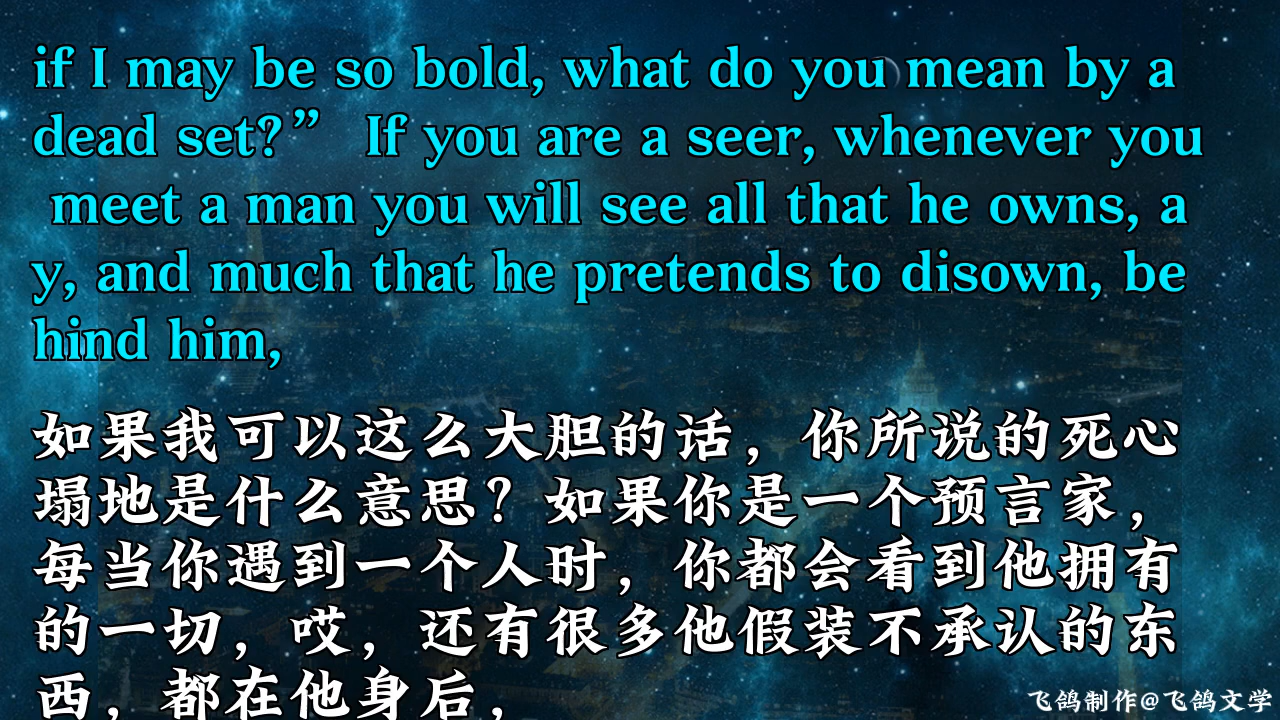 if I may be so bold, what do you mean by a
dead set?” If you are a seer, whenever you
meet a man you will see all that he owns, a
y, and much that he pretends to disown, be
hind him,
如果我可以这么大胆的话，你所说的死心
塌地是什么意思？如果你是一个预言家，
每当你遇到一个人时，你都会看到他拥有
的一切，哎，还有很多他假装不承认的东
西，都在他身后，
飞鸽制作@飞鸽文学